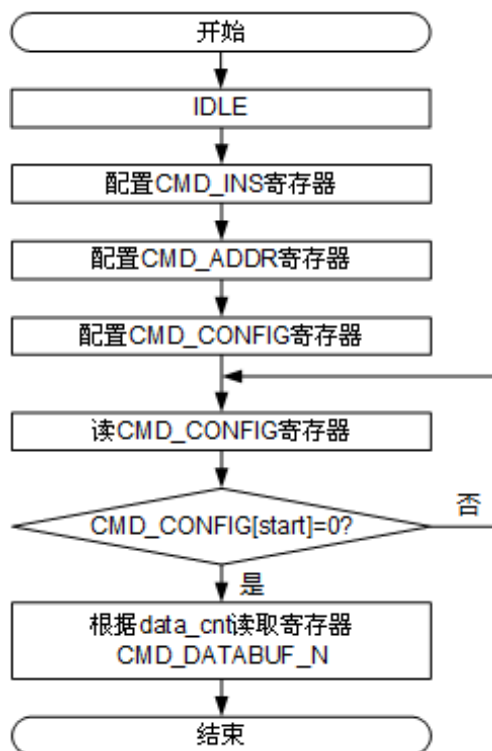 开始
IDLE
配置CMD_INS寄存器
配置CMD_ADDR寄存器
配置CMD_CONFIG寄存器
读CMD_CONFIG寄存器
CMD_CONFIG[start]=0?
否
是
根据data_cnt读取寄存器
CMD_DATABUF_N
结束